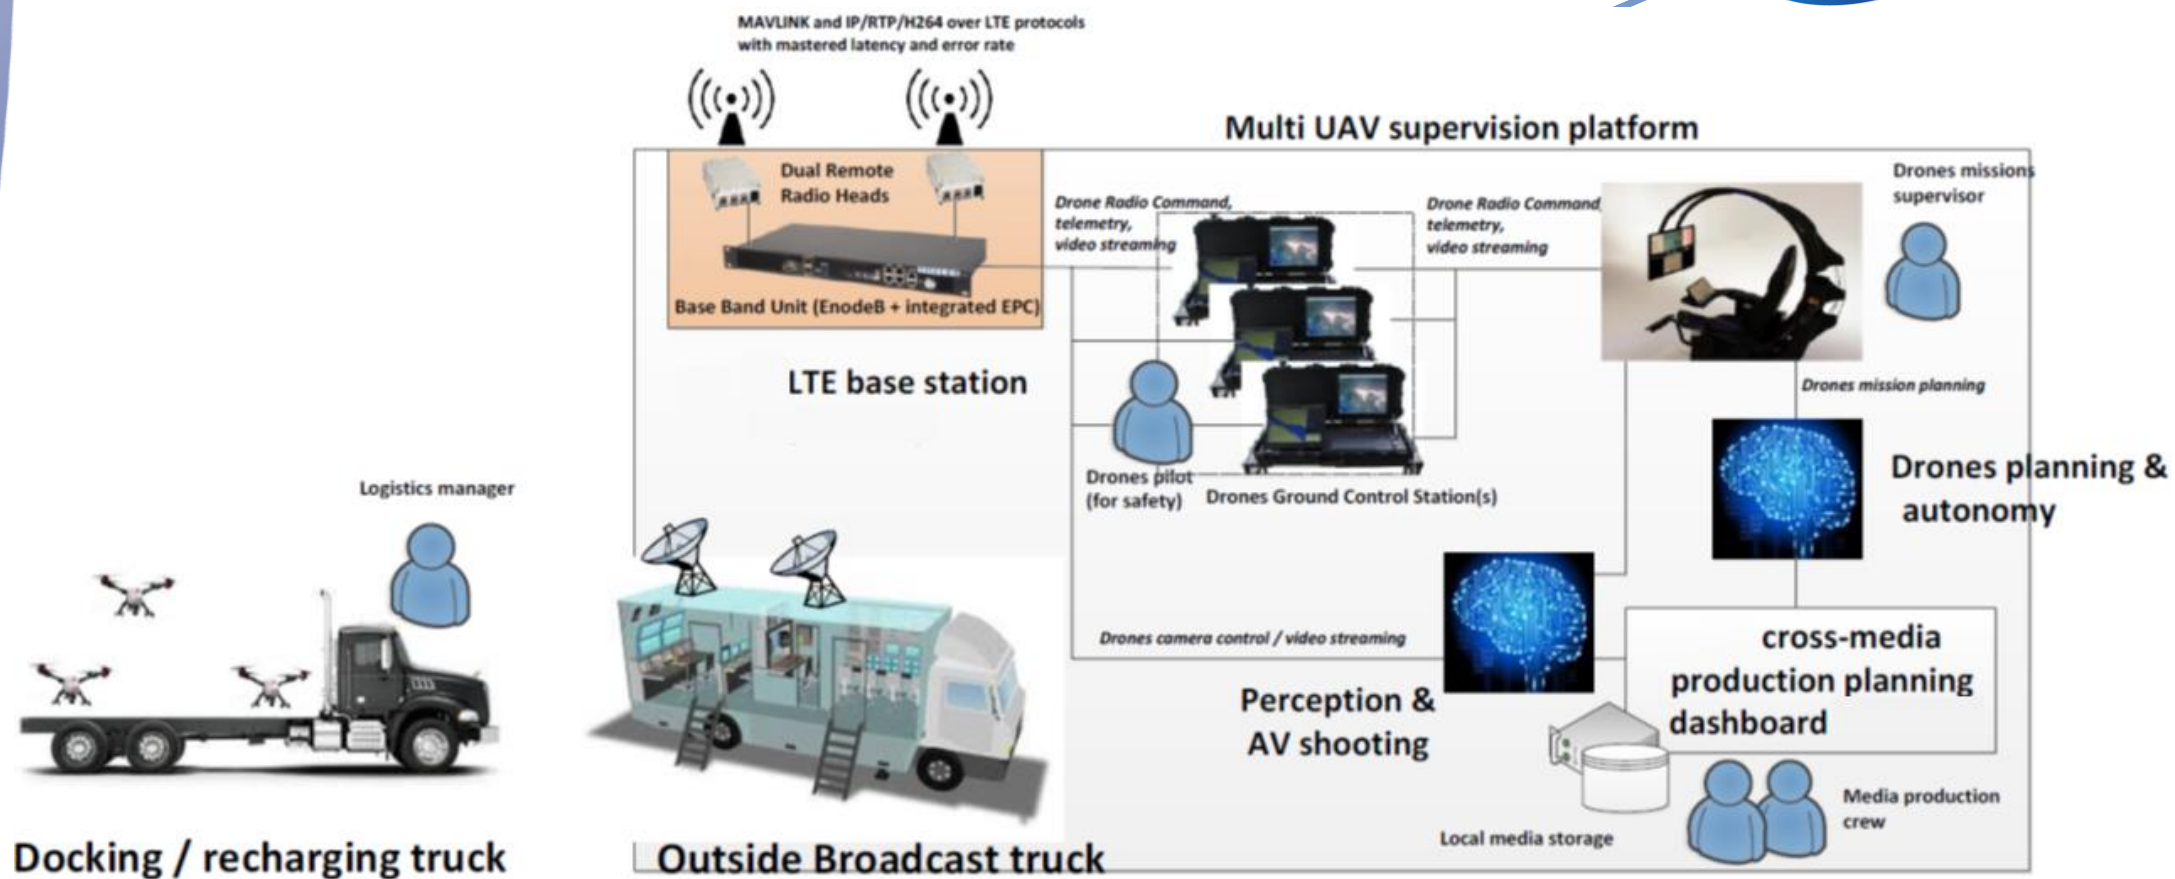 MAVLINK and IP/RTP/H264 over LTE protocols
with mastered latency and error rate
Multi UAV supervision platform
Dual Remote
Radio Heads
Base Band Unit (EnodeB + integrated EPC)
LTE base station
Drone Radio Command,
telemetry,
video streaming
Drone Radio Command,
telemetry,
video streaming
Drones missions
supervisor
Drones mission planning
Drones pilot
(for safety)
Drones Ground Control Station(s)
Drones planning &
autonomy
Logistics manager
Drones camera control / video streaming
Perception &
AV shooting
cross-media
production planning
dashboard
Local media storage
Media production
crew
Docking / recharging truck
Outside Broadcast truck